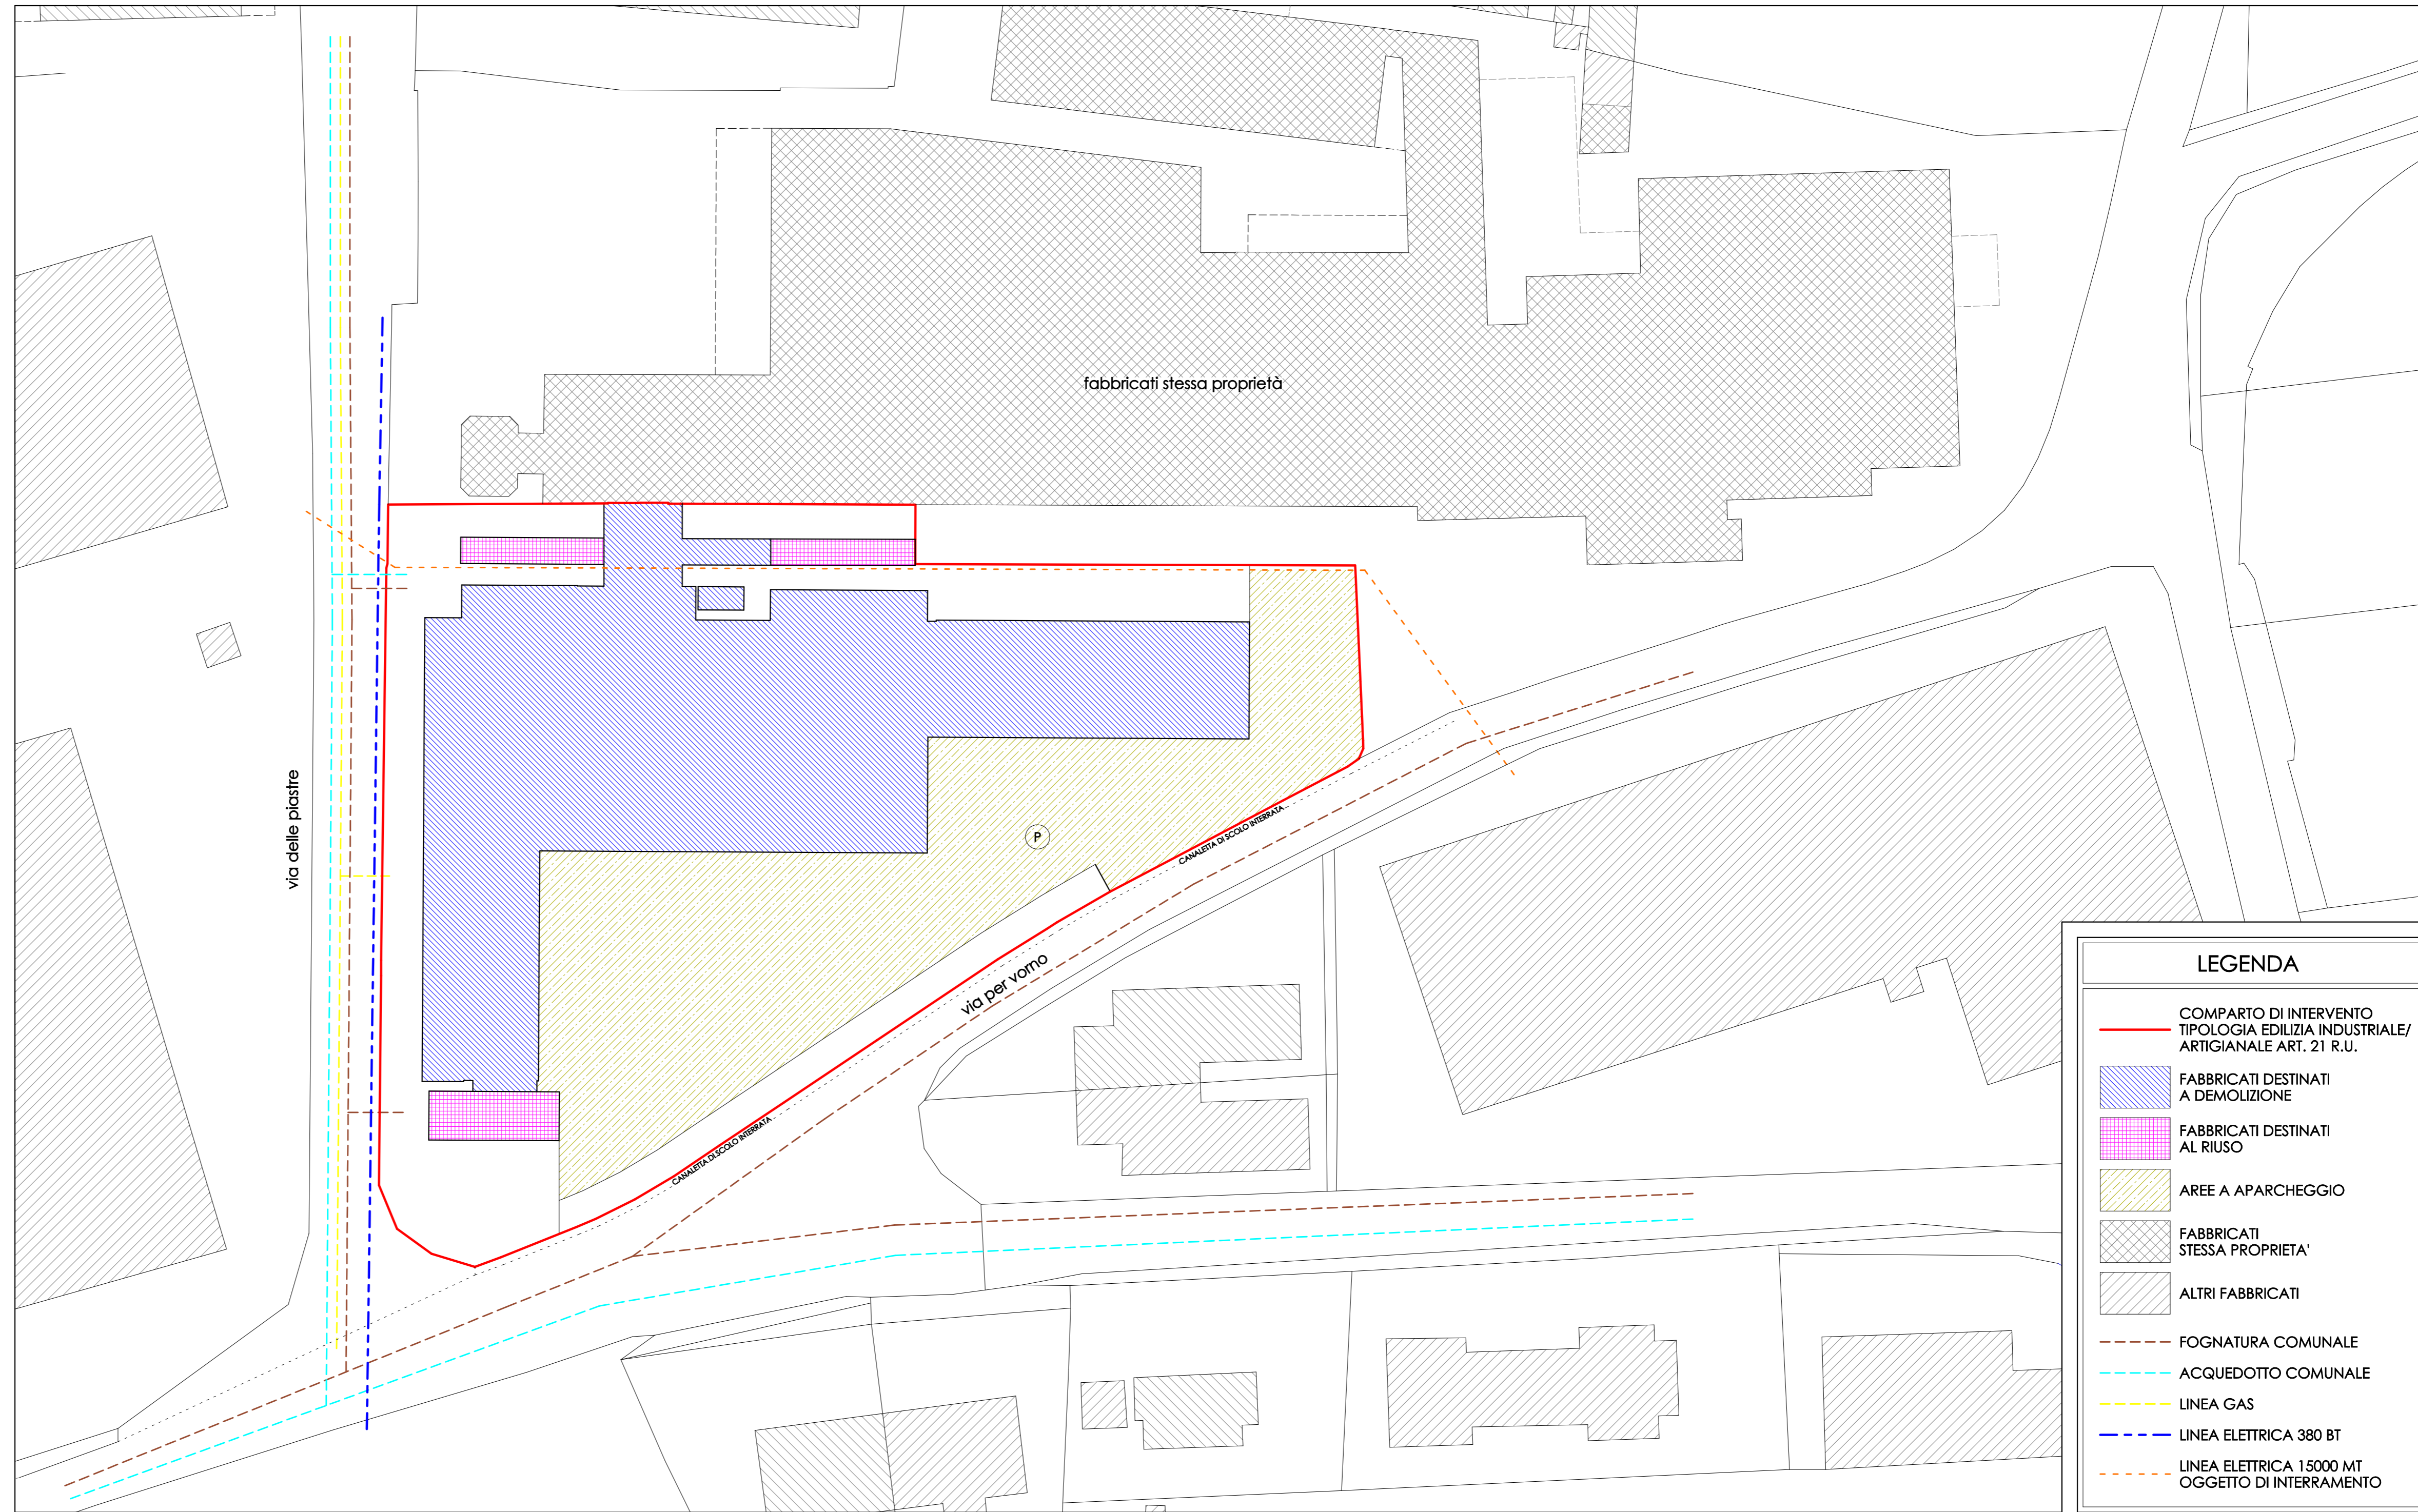 fabbricati stessa proprietà
via delle piastre
P
CANALETTA DI SCOLO INTERRATA
via per vorno
CANALETTA DI SCOLO INTERRATA
LEGENDA
COMPARTO DI INTERVENTO
TIPOLOGIA EDILIZIA INDUSTRIALE/
ARTIGIANALE ART. 21 R.U.
FABBRICATI DESTINATI
A DEMOLIZIONE
FABBRICATI DESTINATI
AL RIUSO
AREE A APARCHEGGIO
FABBRICATI
STESSA PROPRIETA'
ALTRI FABBRICATI
FOGNATURA COMUNALE
ACQUEDOTTO COMUNALE
LINEA GAS
LINEA ELETTRICA 380 BT
LINEA ELETTRICA 15000 MT
OGGETTO DI INTERRAMENTO